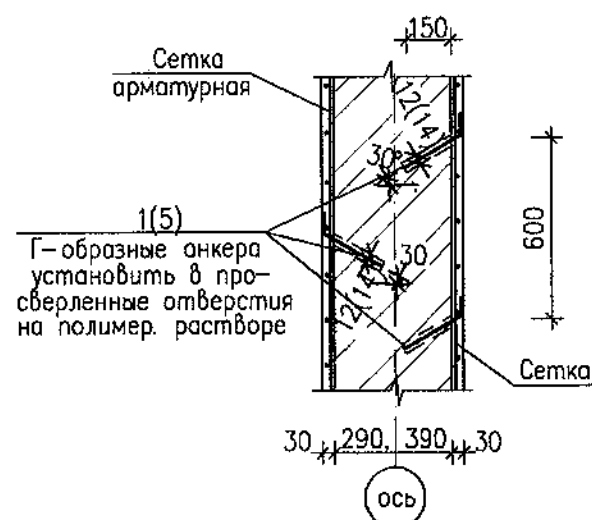 150
Сетка
арматурная
12(14
30°
1(5)
Г-образные анкера
установить в про-
сверленные отверстия
на полимер. растворе
30
12(14
600
Сетка
30 290, 390 30
ось